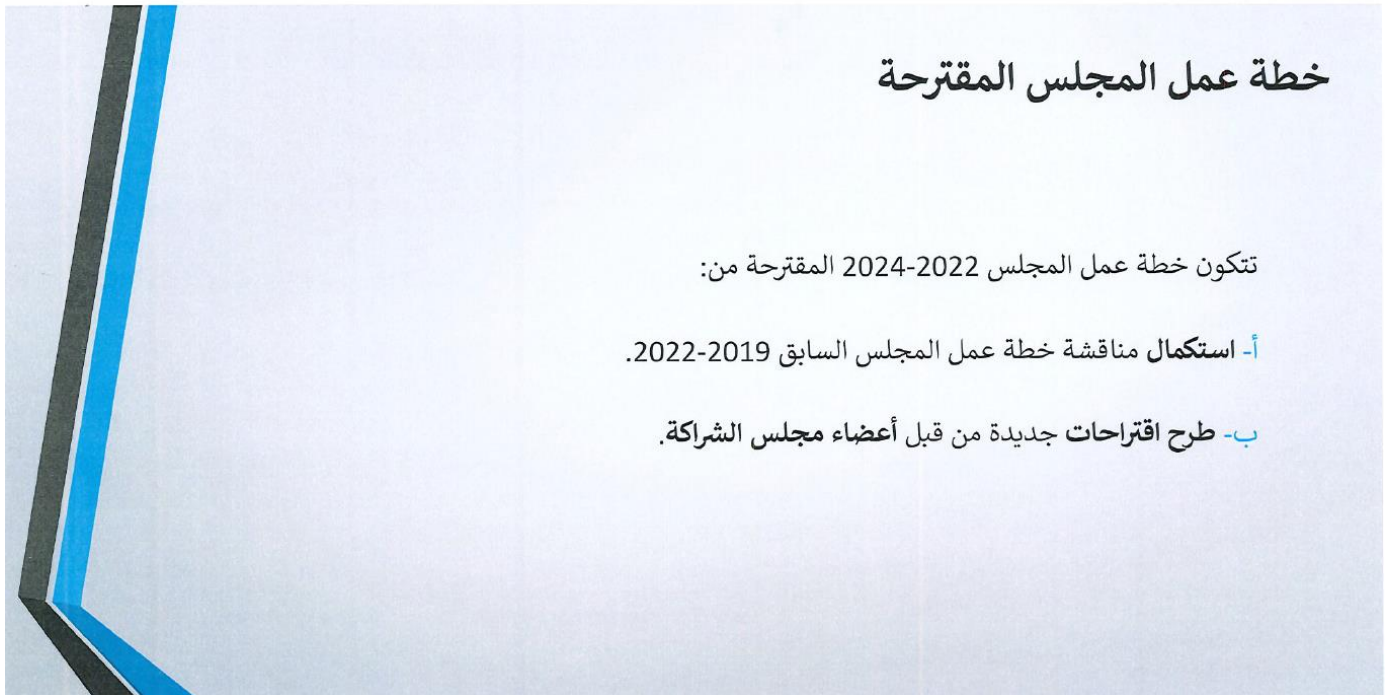 خطة عمل المجلس المقترحة
تتكون خطة عمل المجلس 2022-2024 المقترحة من:
أ- استكمال مناقشة خطة عمل المجلس السابق 2019-2022.
ب- طرح اقتراحات جديدة من قبل أعضاء مجلس الشراكة.